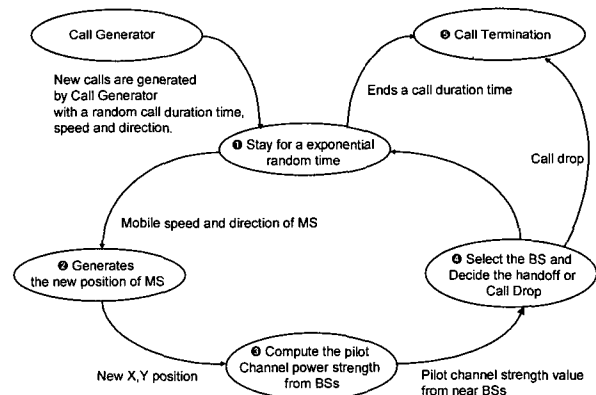 Call Generator
❺ Call Termination
New calls are generated
by Call Generator
with a random call duration time,
speed and direction.
Ends a call duration time
❶ Stay for a exponential
random time
Call drop
Mobile speed and direction of MS
❷ Generates
the new position of MS
❹ Select the BS and
Decide the handoff or
Call Drop
❸ Compute the pilot
Channel power strength
from BSs
New X,Y position
Pilot channel strength value
from near BSs